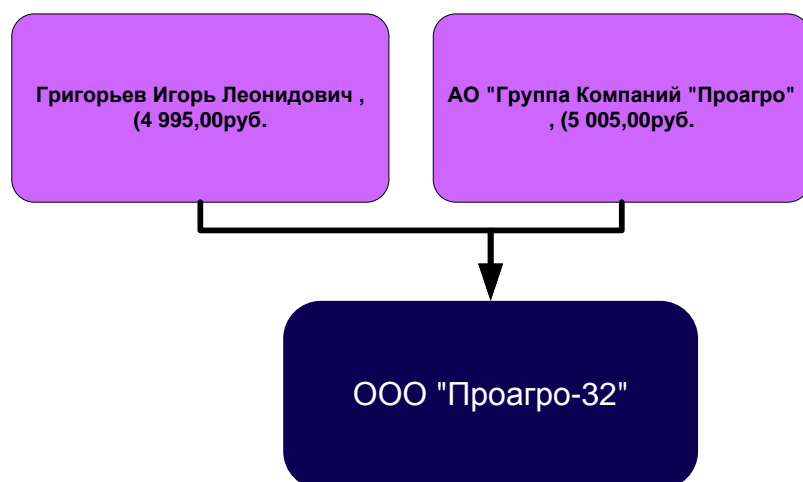 Григорьев Игорь Леонидович ,
(4 995,00руб.
АО "Группа Компаний "Проагро"
, (5 005,00руб.
ООО "Проагро-32"